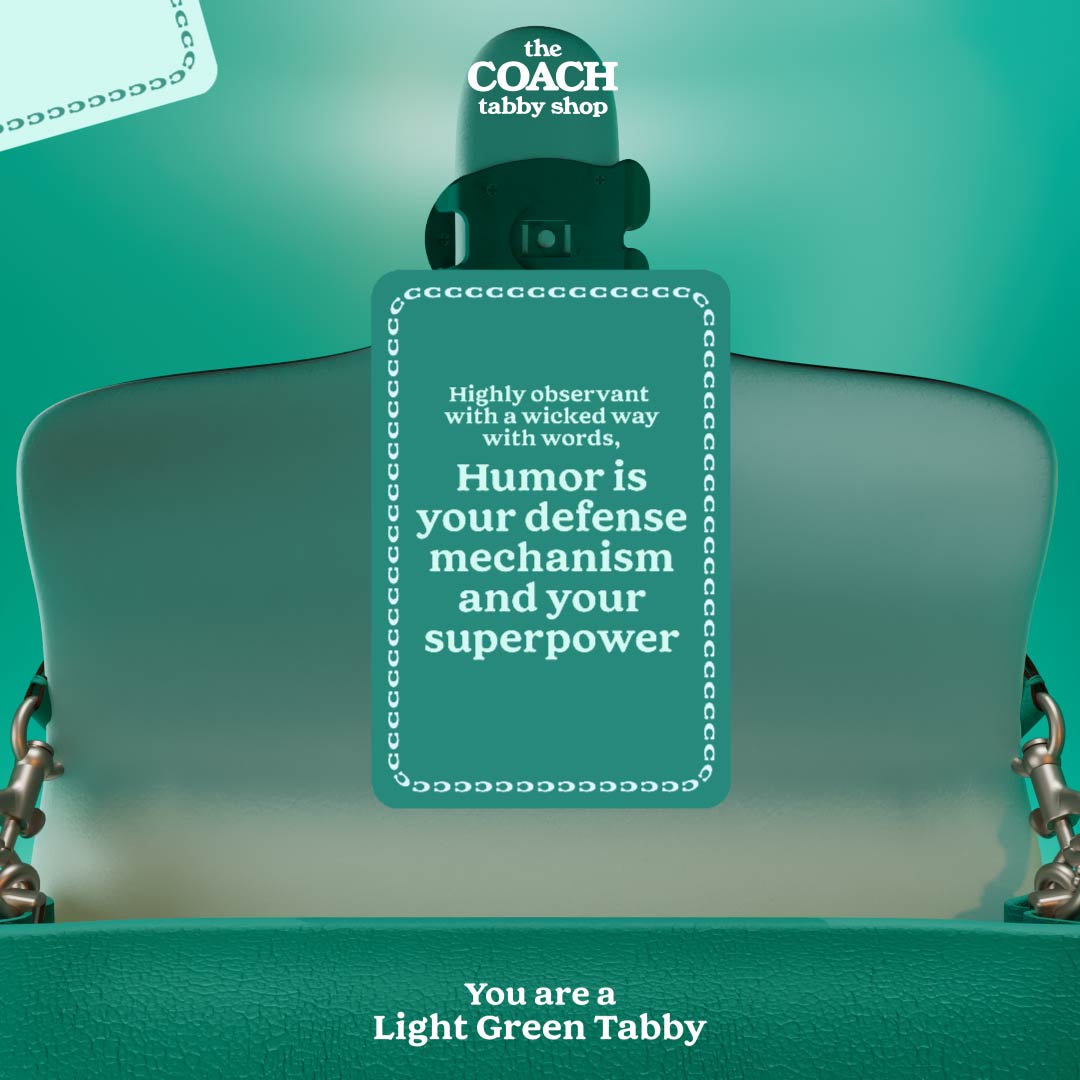 the
COACH
tabby shop
Highly observant
with a wicked way
with words,
Humor is
your defense
mechanism
and your
superpower
You are a
Light Green Tabby